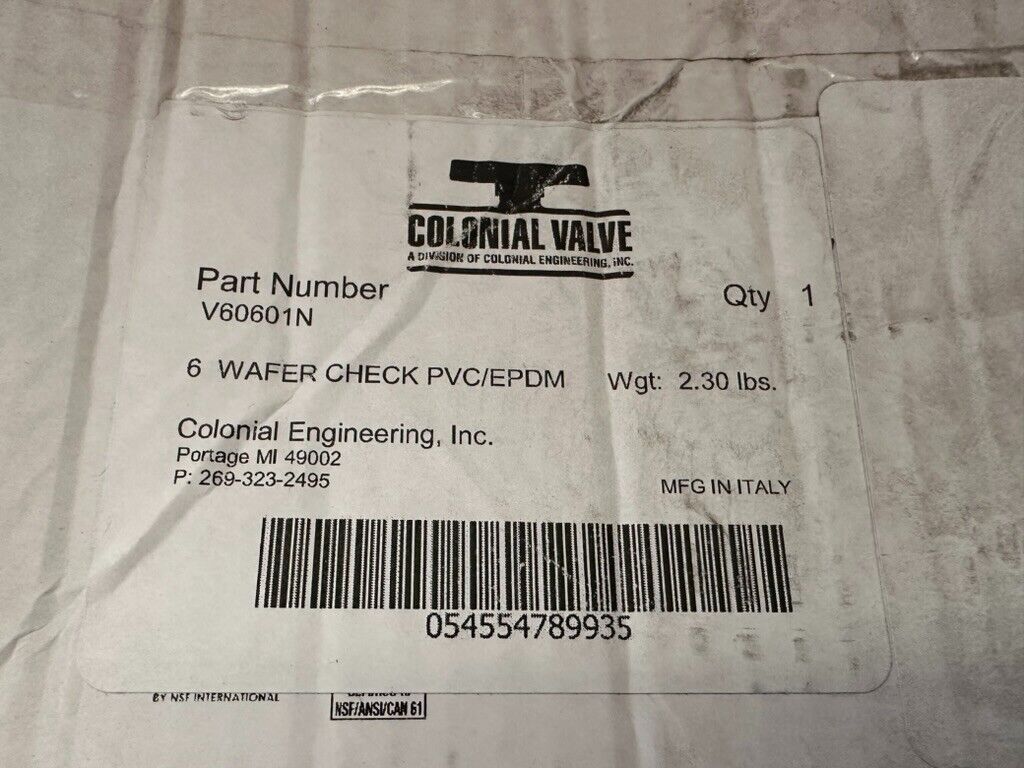 COLONIAL VALVE
A DIVISION OF COLONIAL ENGINEERING, INC.
Part Number
V60601N
Qty 1
6 WAFER CHECK PVC/EPDM Wgt: 2.30 lbs.
Colonial Engineering, Inc.
Portage MI 49002
P: 269-323-2495
MFG IN ITALY
054554789935
BY NSF INTERNATIONAL
NSF/ANSI/CAN 61